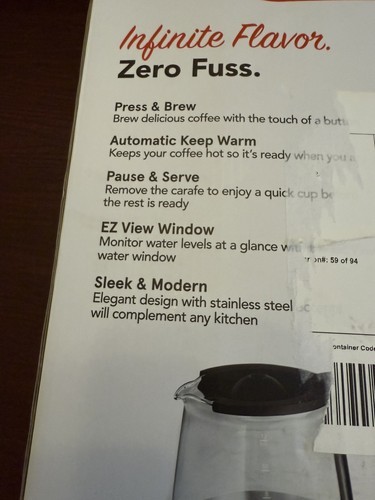 Infinite Flavor.
Zero Fuss.
Press & Brew
Brew delicious coffee with the touch of a
Automatic Keep Warm
Keeps your coffee hot so it's ready when you
Pause & Serve
Remove the carafe to enjoy a quick cup
the rest is ready
EZ View Window
Monitor water levels at a glance
water window
59 of 94
Sleek & Modern
Elegant design with stainless steel
will complement any kitchen
ontainer Code